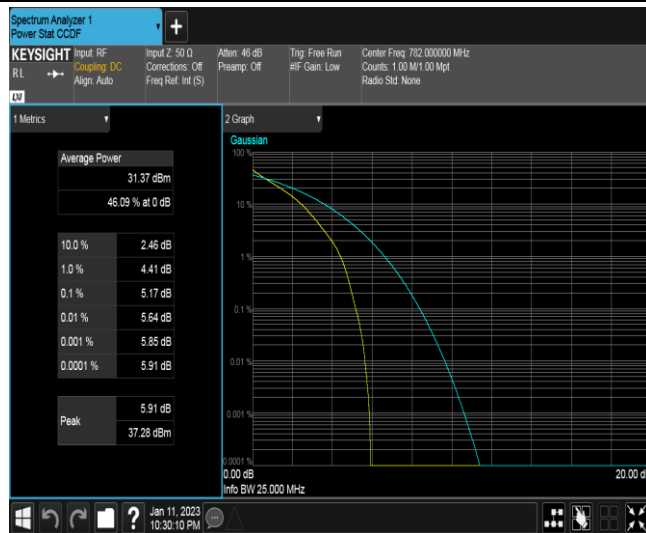 Spectrum Analyzer 1
Power Stat CCDF
KEYSIGHT
RL
Input: RF
Coupling: DC
Align: Auto
Input Z: 50 Ω
Corrections: Off
Freq Ref: Int (S)
Atten: 46 dB
Preamp: Off
Trig: Free Run
#IF Gain: Low
Center Freq: 782.000000 MHz
Counts: 1.00 M/1.00 Mpt
Radio Std: None
1 Metrics
Average Power
31.37 dBm
46.09 % at 0 dB
10.0 % 2.46 dB
1.0 % 4.41 dB
0.1 % 5.17 dB
0.01 % 5.64 dB
0.001 % 5.85 dB
0.0001 % 5.91 dB
Peak
5.91 dB
37.28 dBm
2 Graph
Gaussian
100 %
10 %
1 %
0.1 %
0.01 %
0.001 %
0.0001 %
0.00 dB
20.00 d
Info BW 25.000 MHz
Jan 11, 2023
10:30:10 PM